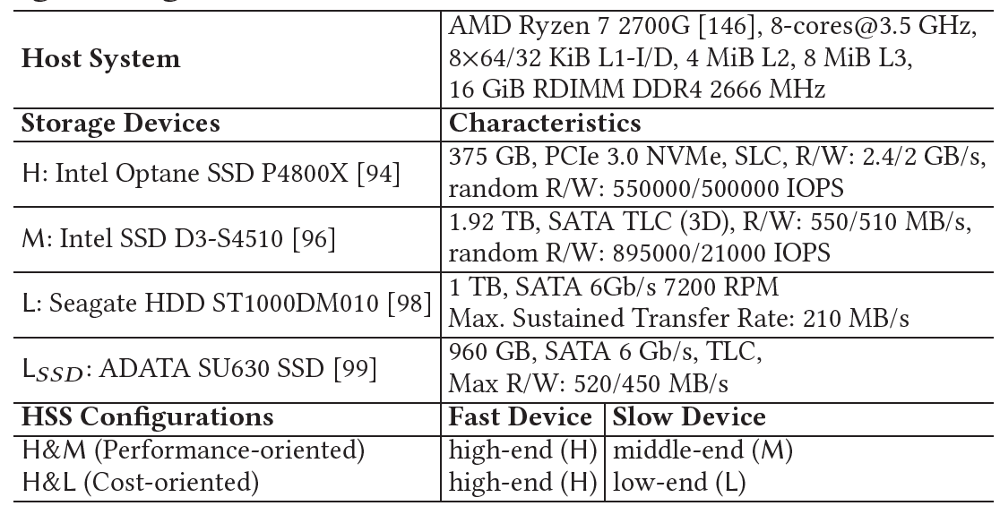 Host System
AMD Ryzen 7 2700G [146], 8-cores@3.5 GHz,
8×64/32 KiB L1-I/D, 4 MiB L2, 8 MiB L3,
16 GiB RDIMM DDR4 2666 MHz
Storage Devices Characteristics
H: Intel Optane SSD P4800X [94]
375 GB, PCIe 3.0 NVMe, SLC, R/W: 2.4/2 GB/s,
random R/W: 550000/500000 IOPS
M: Intel SSD D3-S4510 [96]
1.92 TB, SATA TLC (3D), R/W: 550/510 MB/s,
random R/W: 895000/21000 IOPS
L: Seagate HDD ST1000DM010 [98]
1 TB, SATA 6Gb/s 7200 RPM
Max. Sustained Transfer Rate: 210 MB/s
LSSD: ADATA SU630 SSD [99]
960 GB, SATA 6 Gb/s, TLC,
Max R/W: 520/450 MB/s
HSS Configurations Fast Device Slow Device
H&M (Performance-oriented) high-end (H) middle-end (M)
H&L (Cost-oriented) high-end (H) low-end (L)